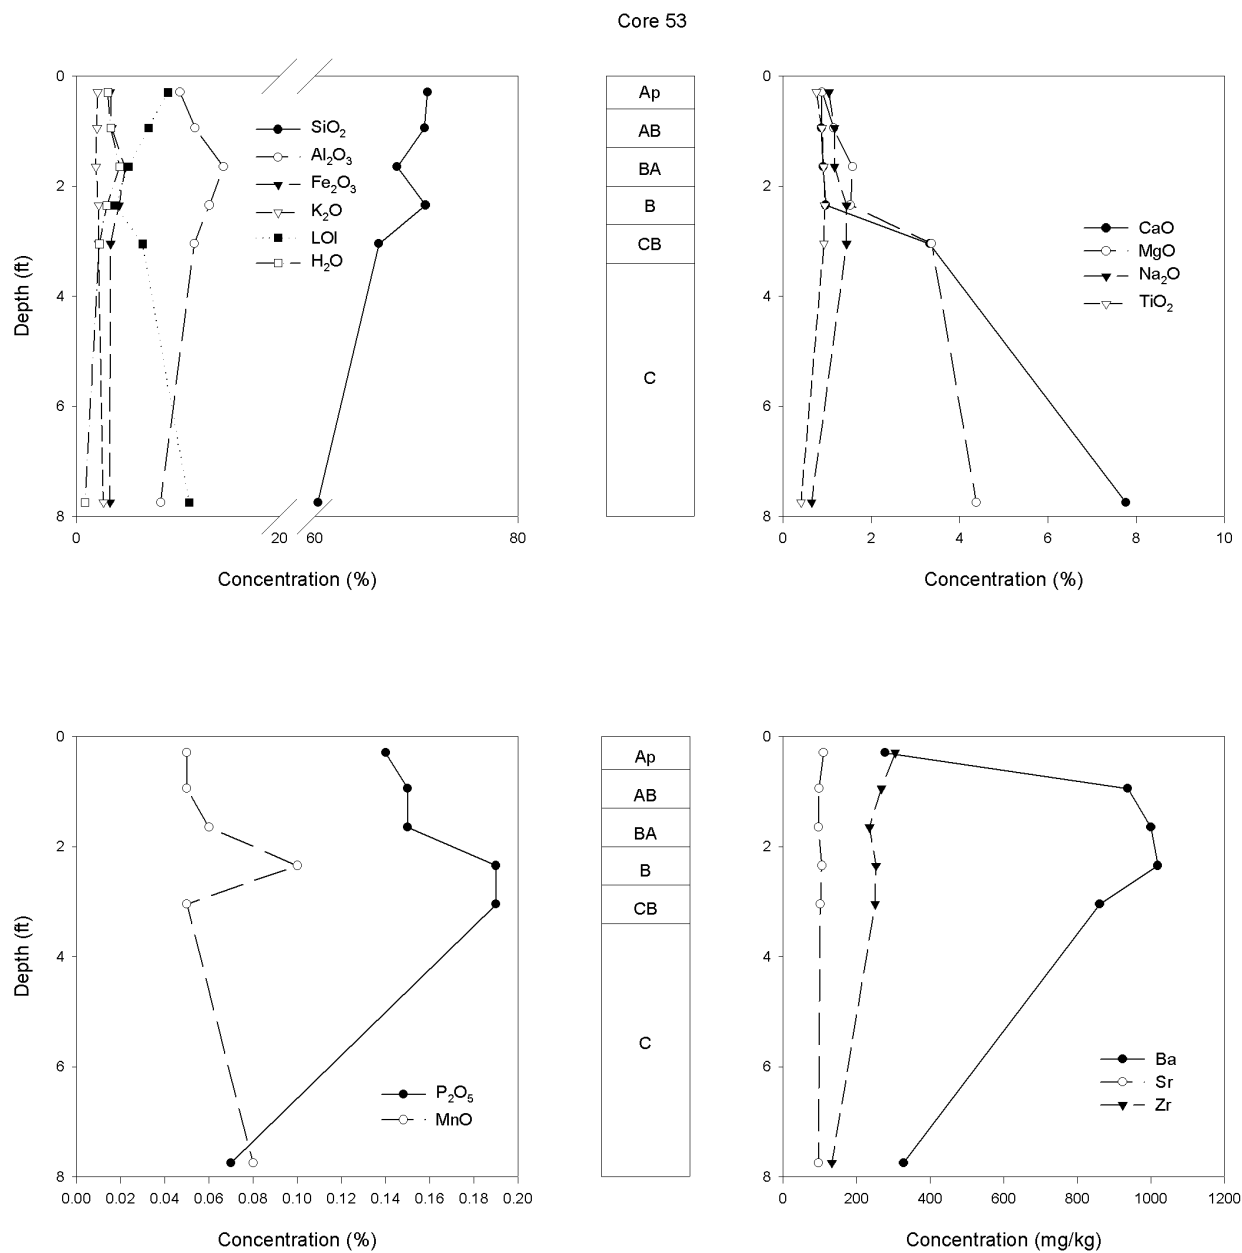 Core 53
0
2
4
6
8
Depth (ft)
SiO2
Al2O3
Fe2O3
K2O
LOI
H2O
0 20 60 80
Concentration (%)
Ap
AB
BA
B
CB
C
0
2
4
6
8
CaO
MgO
Na2O
TiO2
0 2 4 6 8 10
Concentration (%)
0
2
4
6
8
Depth (ft)
P2O5
MnO
0.00 0.02 0.04 0.06 0.08 0.10 0.12 0.14 0.16 0.18 0.20
Concentration (%)
Ap
AB
BA
B
CB
C
0
2
4
6
8
Ba
Sr
Zr
0 200 400 600 800 1000 1200
Concentration (mg/kg)